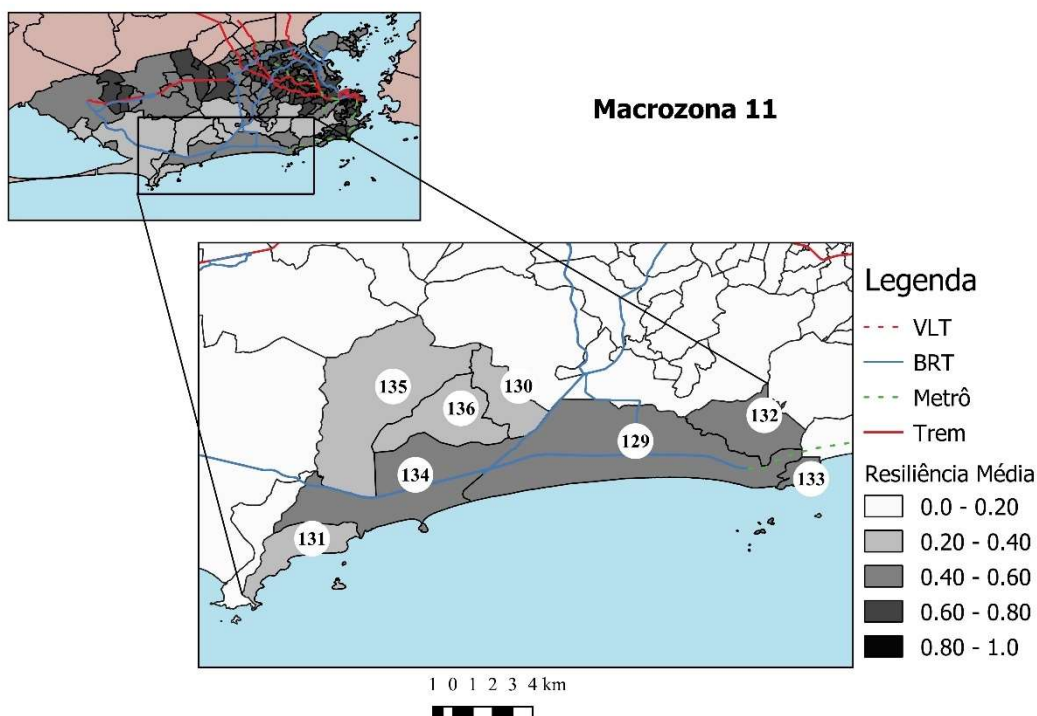 Macrozona 11
135
130
136
132
129
134
133
131
Legenda
VLT
BRT
Metrô
Trem
Resiliência Média
0.0 - 0.20
0.20 - 0.40
0.40 - 0.60
0.60 - 0.80
0.80 - 1.0
1 0 1 2 3 4 km